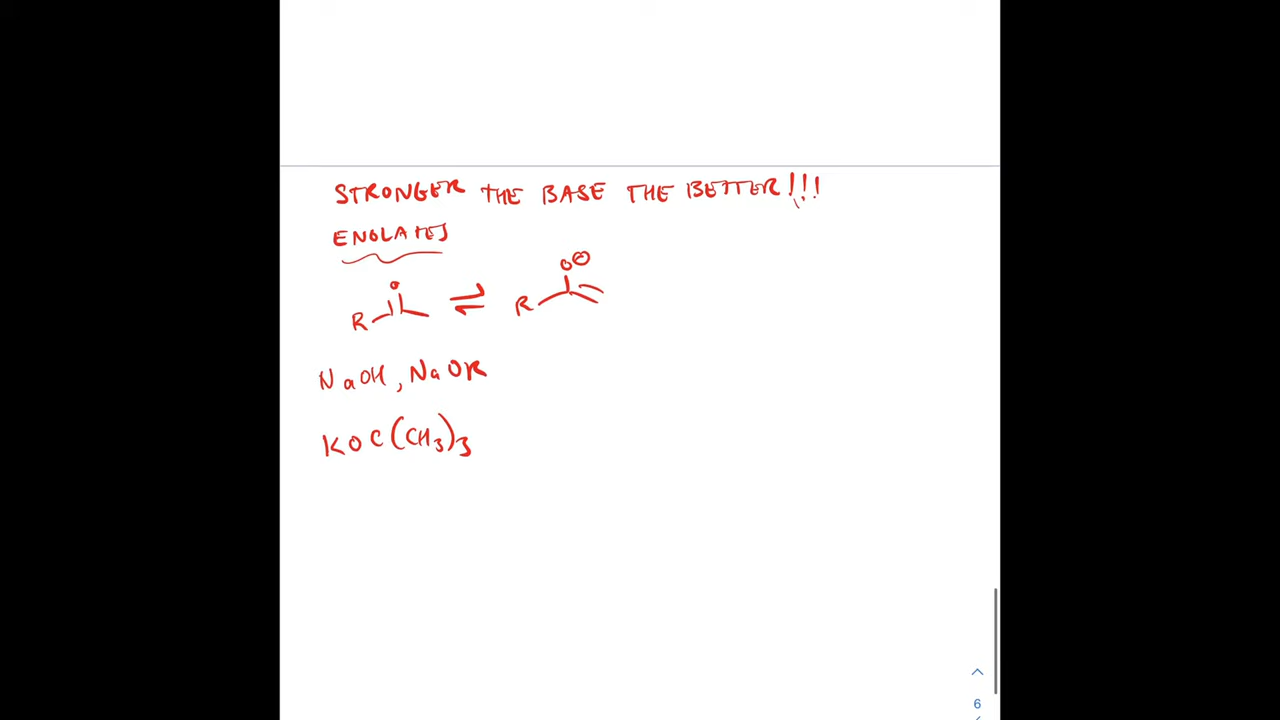 STRONGER THE BASE THE BETTER!!!
ENOLATES
R O ⇌ R O⊖
NaOH, NaOR
KOC(CH₃)₃
6